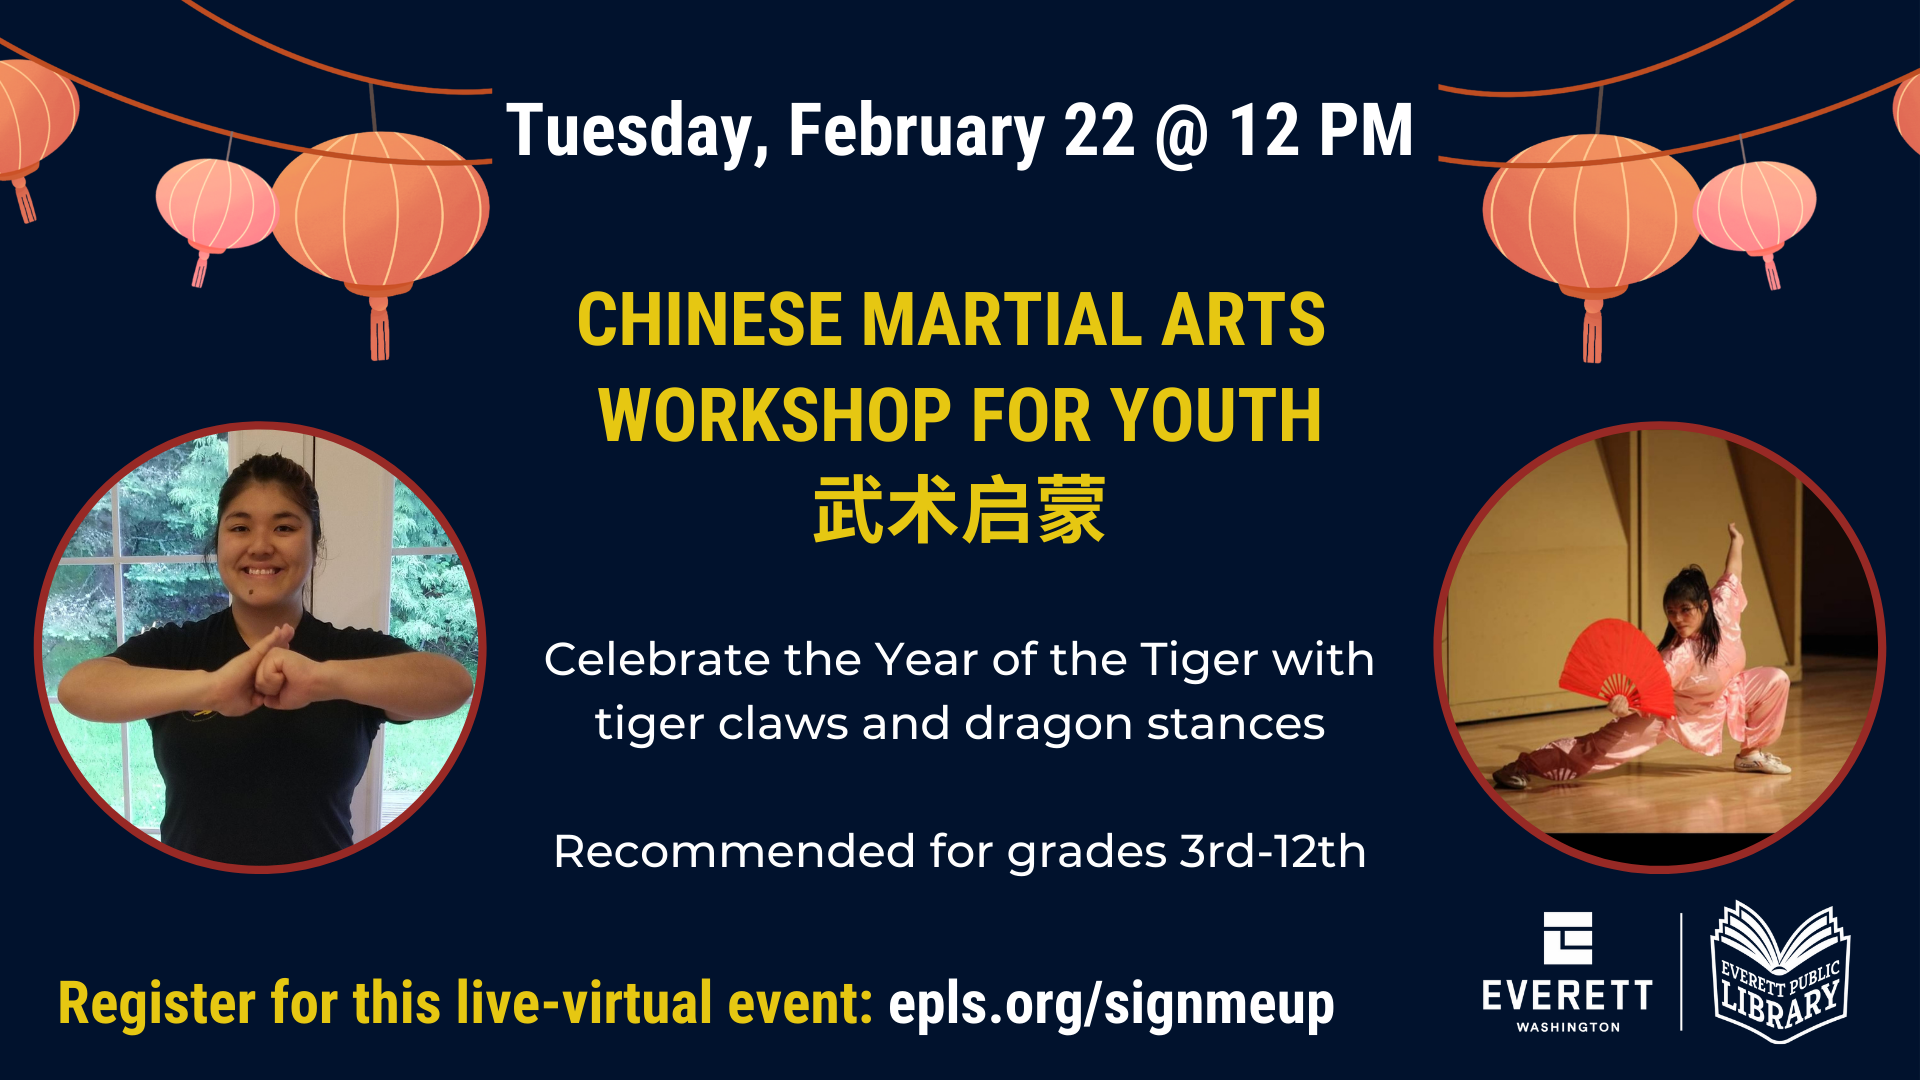 Tuesday, February 22 @ 12 PM
CHINESE MARTIAL ARTS
WORKSHOP FOR YOUTH
武术启蒙
Celebrate the Year of the Tiger with
tiger claws and dragon stances
Recommended for grades 3rd-12th
Register for this live-virtual event: epls.org/signmeup
EVERETT
WASHINGTON
EVERETT PUBLIC
LIBRARY